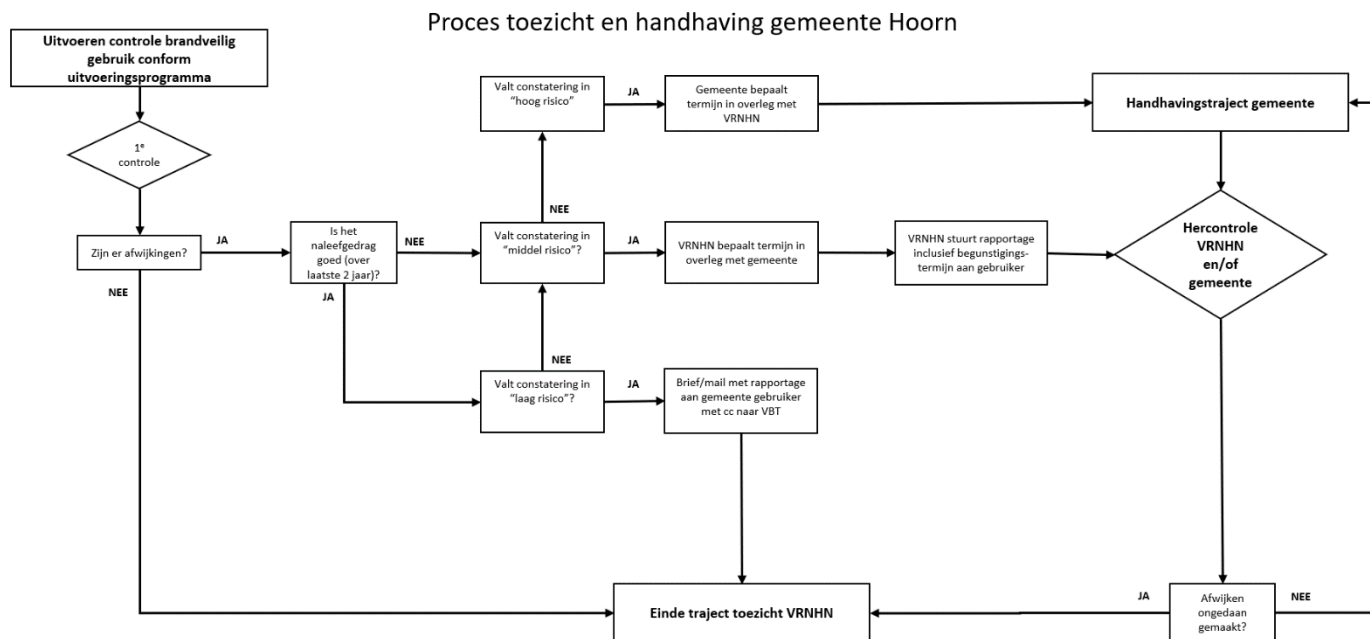 Proces toezicht en handhaving gemeente Hoorn
Uitvoeren controle brandveilig
gebruik conform
uitvoeringsprogramma
1e
controle
Zijn er afwijkingen?
JA
NEE
Is het
naleefgedrag
goed (over
laatste 2 jaar)?
NEE
JA
Valt constatering in
“hoog risico”
JA
Gemeente bepaalt
termijn in overleg met
VRNHN
Handhavingstraject gemeente
NEE
Valt constatering in
“middel risico”?
JA
VRNHN bepaalt termijn in
overleg met gemeente
VRNHN stuurt rapportage
inclusief begunstigings-
termijn aan gebruiker
Hercontrole
VRNHN
en/of
gemeente
NEE
Valt constatering in
“laag risico”?
JA
Brief/mail met rapportage
aan gemeente gebruiker
met cc naar VBT
Einde traject toezicht VRNHN
JA
Afwijken
ongedaan
gemaakt?
NEE